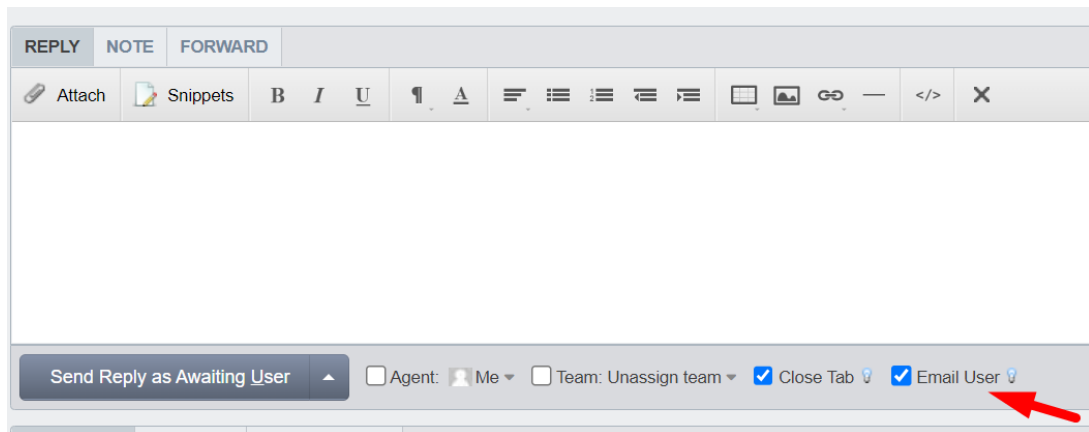 REPLY NOTE FORWARD
Attach Snippets B I U ¶ A </>
Send Reply as Awaiting User Agent: Me Team: Unassign team Close Tab Email User